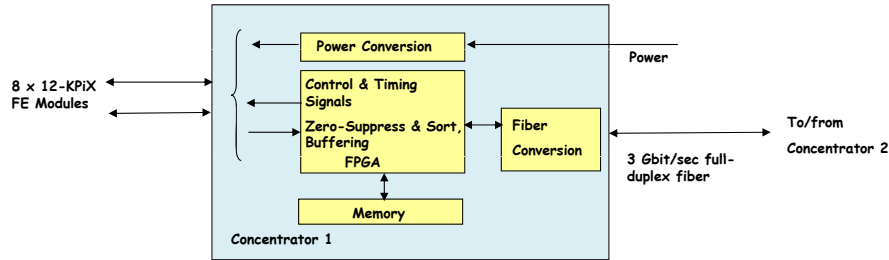 Power Conversion
Power
8 x 12-KPiX
FE Modules
Control & Timing
Signals
Zero-Suppress & Sort,
Buffering
FPGA
Fiber
Conversion
To/from
Concentrator 2
3 Gbit/sec full-
duplex fiber
Memory
Concentrator 1